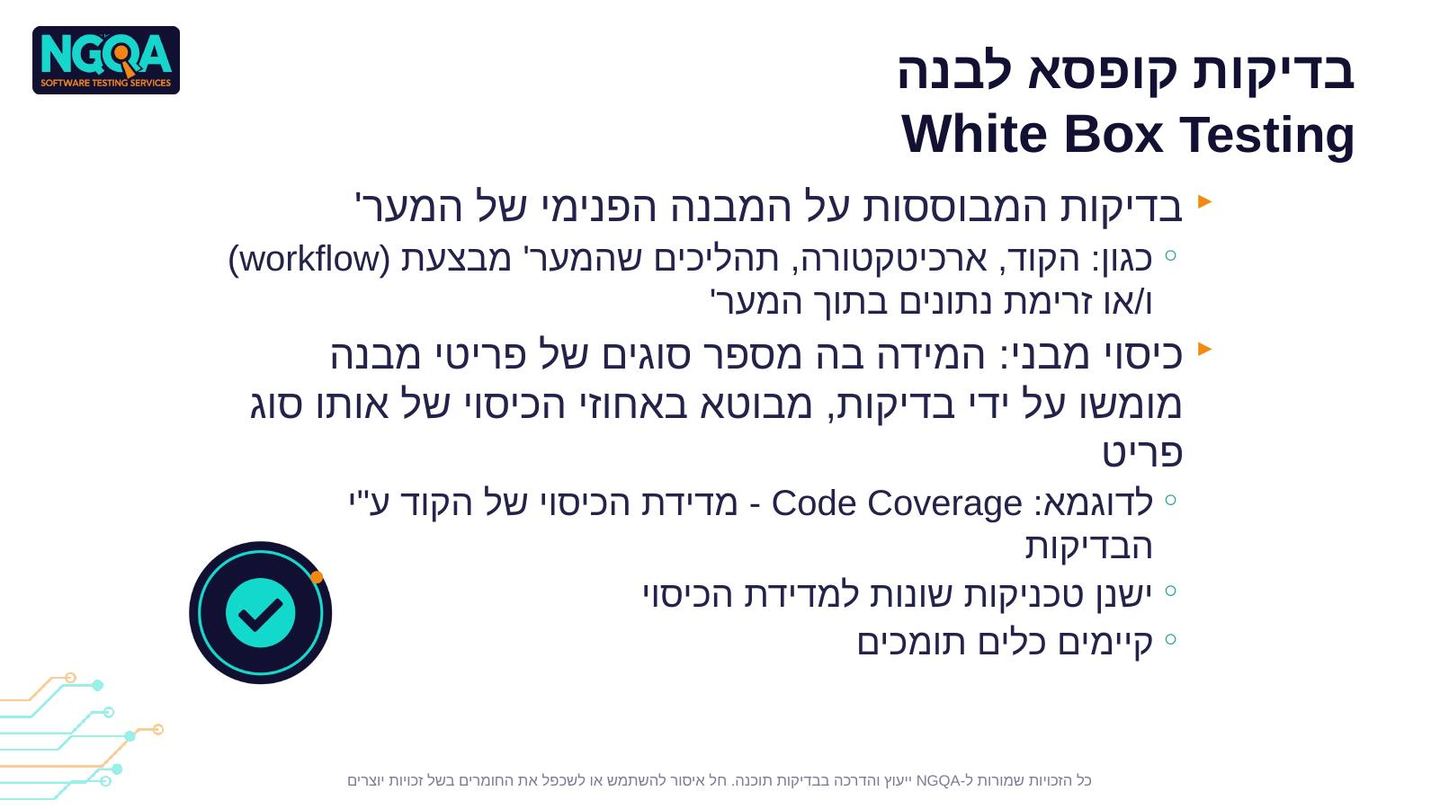 NGQA
SOFTWARE TESTING SERVICES
בדיקות קופסא לבנה
White Box Testing
בדיקות המבוססות על המבנה הפנימי של המער'
כגון: הקוד, ארכיטקטורה, תהליכים שהמער' מבצעת (workflow)
ו/או זרימת נתונים בתוך המער'
כיסוי מבני: המידה בה מספר סוגים של פריטי מבנה
מומשו על ידי בדיקות, מבוטא באחוזי הכיסוי של אותו סוג
פריט
לדוגמא: Code Coverage - מדידת הכיסוי של הקוד ע"י
הבדיקות
ישנן טכניקות שונות למדידת הכיסוי
קיימים כלים תומכים
כל הזכויות שמורות ל-NGQA ייעוץ והדרכה בבדיקות תוכנה. חל איסור להשתמש או לשכפל את החומרים בשל זכויות יוצרים